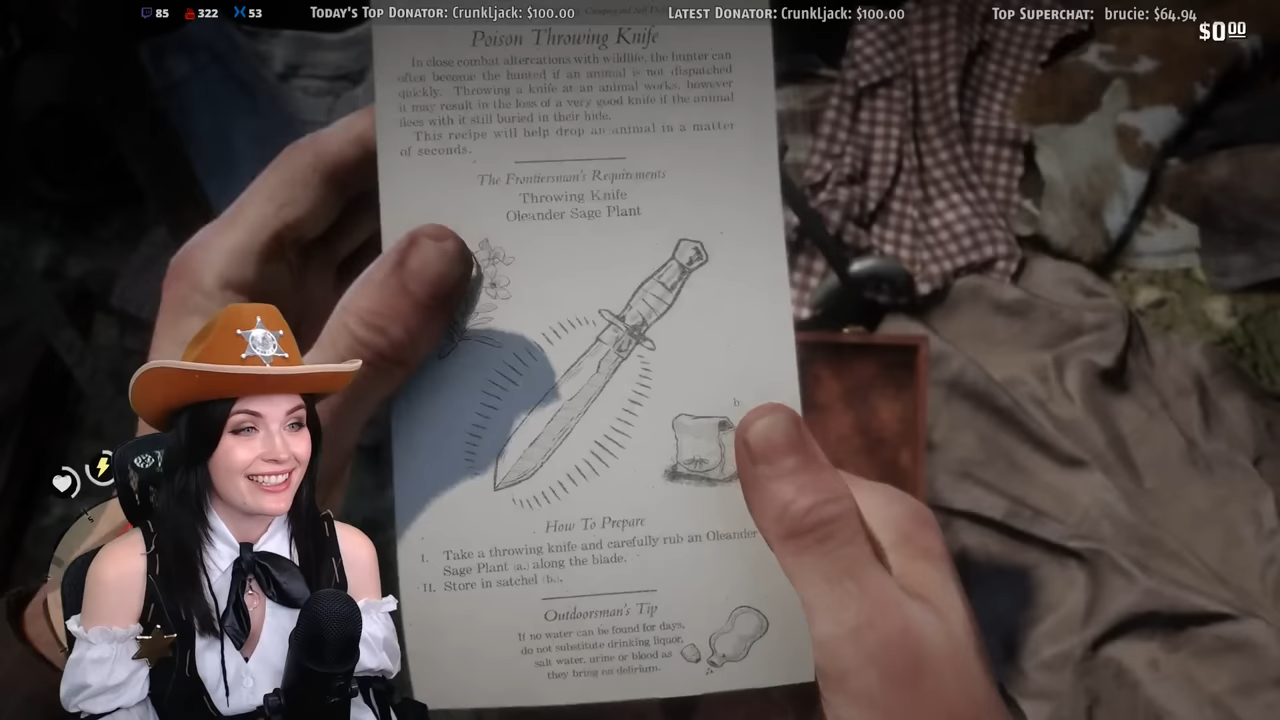 85 322 53 Today's Top Donator: CrunkLjack: $100.00 Latest Donator: CrunkLjack: $100.00 Top Superchat: brucie: $64.94
$0.00
Poison Throwing Knife
In close combat altercations with wildlife, the hunter can
often become the hunted if an animal is not dispatched
quickly. Throwing a knife at an animal works, however
it may result in the loss of a very good knife if the animal
flees with it still buried in their hide.
This recipe will help drop an animal in a matter
of seconds.
The Frontiersman's Requirements
Throwing Knife
Oleander Sage Plant
b.
How To Prepare
I. Take a throwing knife and carefully rub an Oleander
Sage Plant (a.) along the blade.
II. Store in satchel (b.).
Outdoorsman's Tip
If no water can be found for days,
do not substitute drinking liquor,
salt water, urine or blood as
they bring on delirium.